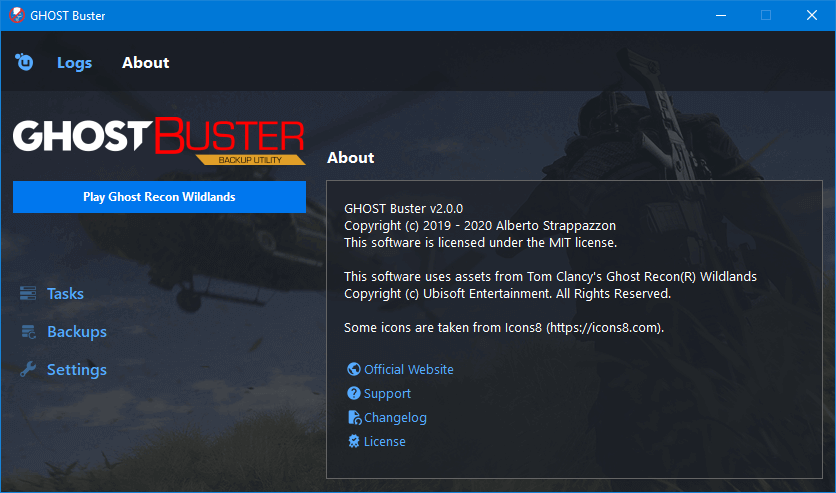 GHOST Buster
Logs
About
GHOSTBUSTER
BACKUP UTILITY
Play Ghost Recon Wildlands
Tasks
Backups
Settings
About
GHOST Buster v2.0.0
Copyright (c) 2019 - 2020 Alberto Strappazzon
This software is licensed under the MIT license.
This software uses assets from Tom Clancy's Ghost Recon(R) Wildlands
Copyright (c) Ubisoft Entertainment. All Rights Reserved.
Some icons are taken from Icons8 (https://icons8.com).
Official Website
Support
Changelog
License